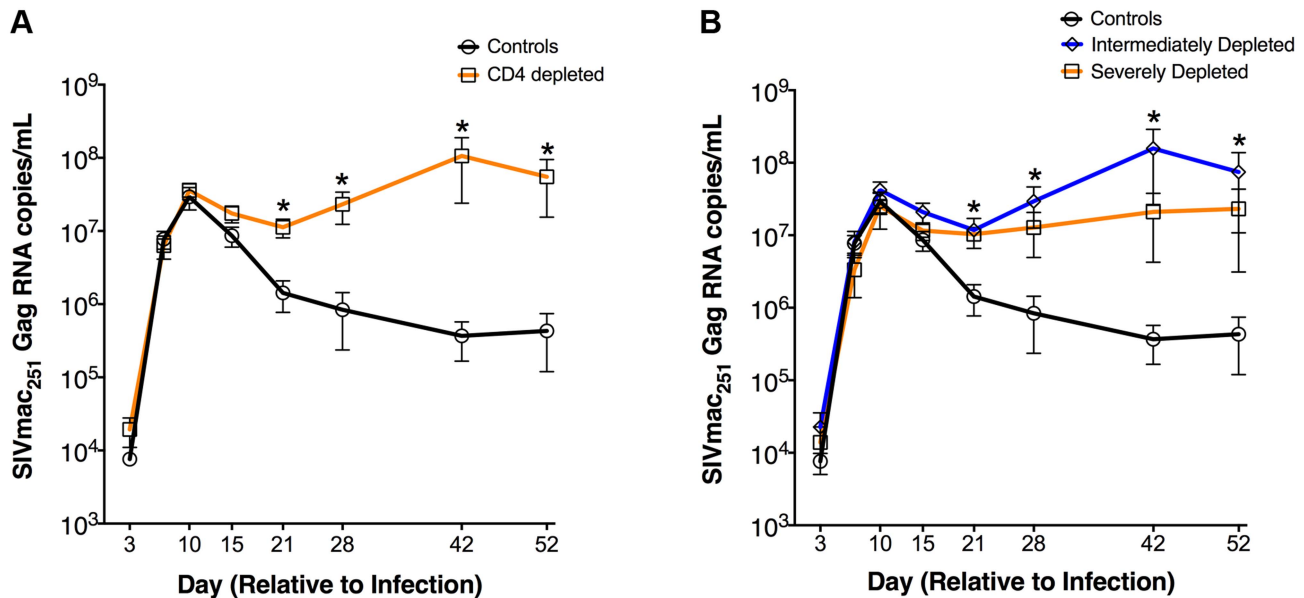 A
Controls
CD4 depleted
SIVmac251 Gag RNA copies/mL
10^9
10^8
10^7
10^6
10^5
10^4
10^3
3 10 15 21 28 42 52
Day (Relative to Infection)
* * * *
B
Controls
Intermediately Depleted
Severely Depleted
SIVmac251 Gag RNA copies/mL
10^9
10^8
10^7
10^6
10^5
10^4
10^3
3 10 15 21 28 42 52
Day (Relative to Infection)
* * * *